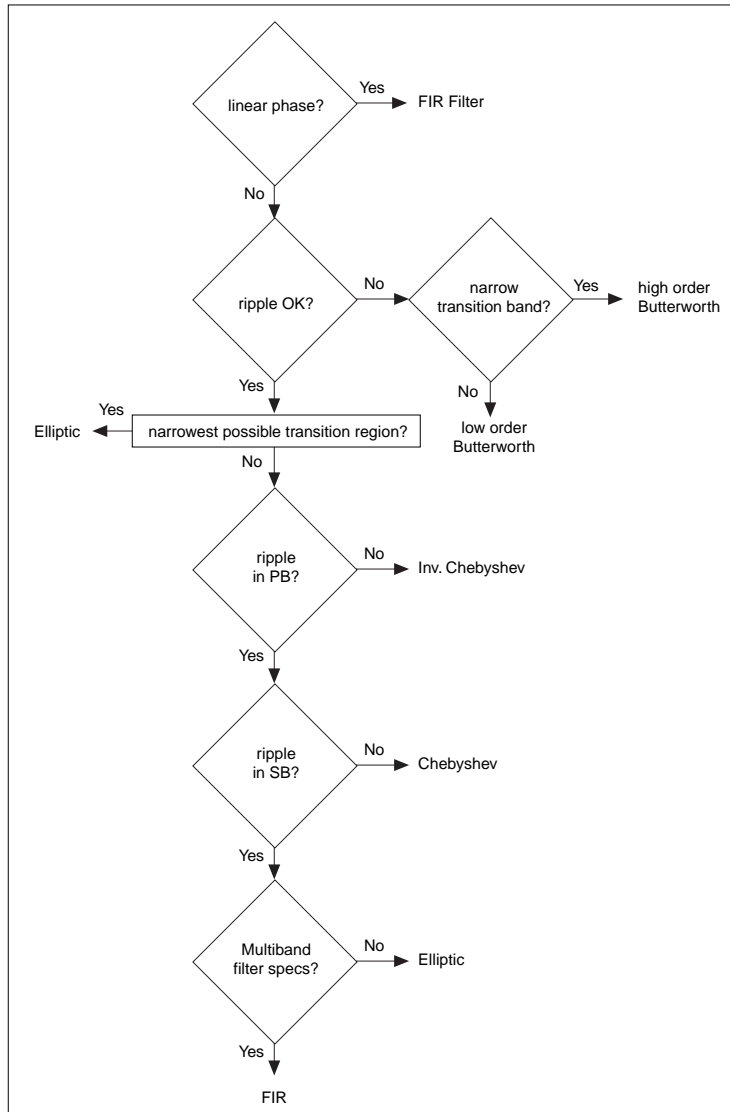 linear phase?
Yes
FIR Filter
No
ripple OK?
No
narrow
transition band?
Yes
high order
Butterworth
No
low order
Butterworth
Yes
narrowest possible transition region?
Yes
Elliptic
No
ripple
in PB?
No
Inv. Chebyshev
Yes
ripple
in SB?
No
Chebyshev
Yes
Multiband
filter specs?
No
Elliptic
Yes
FIR